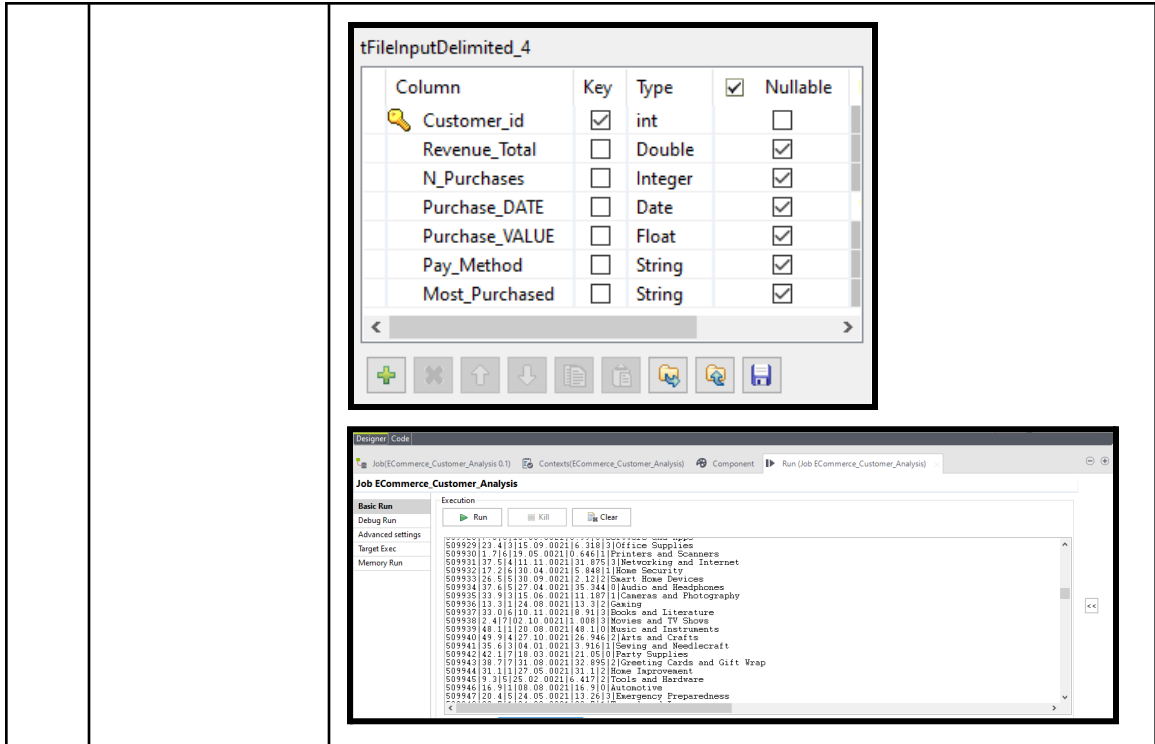 tFileInputDelimited_4
Column Key Type Nullable
Customer_id int
Revenue_Total Double
N_Purchases Integer
Purchase_DATE Date
Purchase_VALUE Float
Pay_Method String
Most_Purchased String
Designer Code
Job(ECommerce_Customer_Analysis 0.1) Contexts(ECommerce_Customer_Analysis) Component Run (Job ECommerce_Customer_Analysis)
Job ECommerce_Customer_Analysis
Basic Run
Debug Run
Advanced settings
Target Exec
Memory Run
Execution
Run Kill Clear
509929|23.4|3|15.09.0021|6.318|3|Office Supplies
509930|1.7|6|19.05.0021|0.646|1|Printers and Scanners
509931|37.5|4|11.11.0021|31.875|3|Networking and Internet
509932|17.2|6|30.04.0021|5.848|1|Home Security
509933|26.5|5|30.09.0021|2.12|2|Smart Home Devices
509934|37.6|5|27.04.0021|35.344|0|Audio and Headphones
509935|33.9|3|15.06.0021|11.187|1|Cameras and Photography
509936|13.3|1|24.08.0021|13.3|2|Gaming
509937|33.0|6|10.11.0021|8.91|3|Books and Literature
509938|2.4|7|02.10.0021|1.008|3|Movies and TV Shows
509939|48.1|1|20.08.0021|48.1|0|Music and Instruments
509940|49.9|4|27.10.0021|26.946|2|Arts and Crafts
509941|35.6|3|04.01.0021|3.916|1|Sewing and Needlecraft
509942|42.1|7|18.03.0021|21.05|0|Party Supplies
509943|38.7|7|31.08.0021|32.895|2|Greeting Cards and Gift Wrap
509944|31.1|1|27.05.0021|31.1|2|Home Improvement
509945|9.3|5|25.02.0021|6.417|2|Tools and Hardware
509946|16.9|1|08.08.0021|16.9|0|Automotive
509947|20.4|5|24.05.0021|13.26|3|Emergency Preparedness
<<